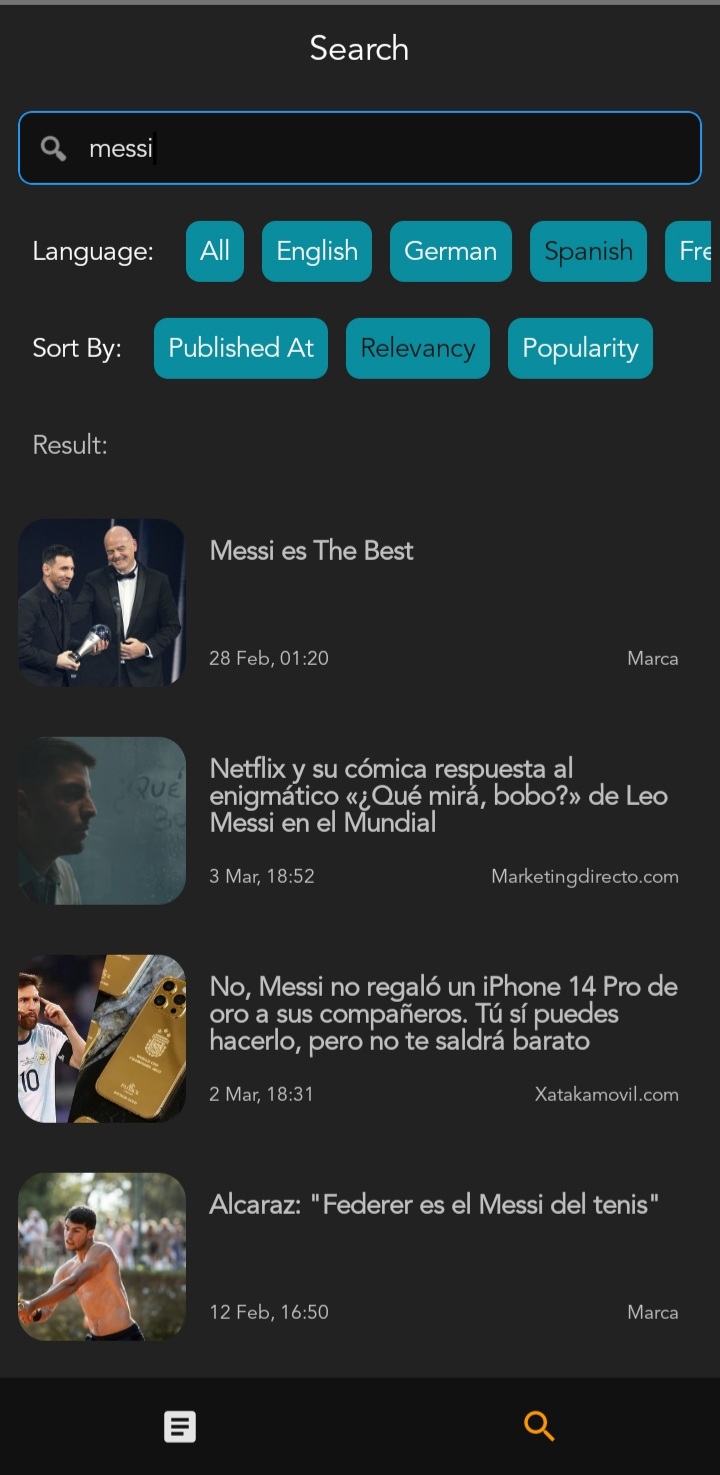 Search
messi
Language: All English German Spanish Fre
Sort By: Published At Relevancy Popularity
Result:
Messi es The Best
28 Feb, 01:20 Marca
QUÉ
Netflix y su cómica respuesta al
enigmático «¿Qué mirá, bobo?» de Leo
Messi en el Mundial
3 Mar, 18:52 Marketingdirecto.com
No, Messi no regaló un iPhone 14 Pro de
oro a sus compañeros. Tú sí puedes
hacerlo, pero no te saldrá barato
10
2 Mar, 18:31 Xatakamovil.com
Alcaraz: "Federer es el Messi del tenis"
12 Feb, 16:50 Marca